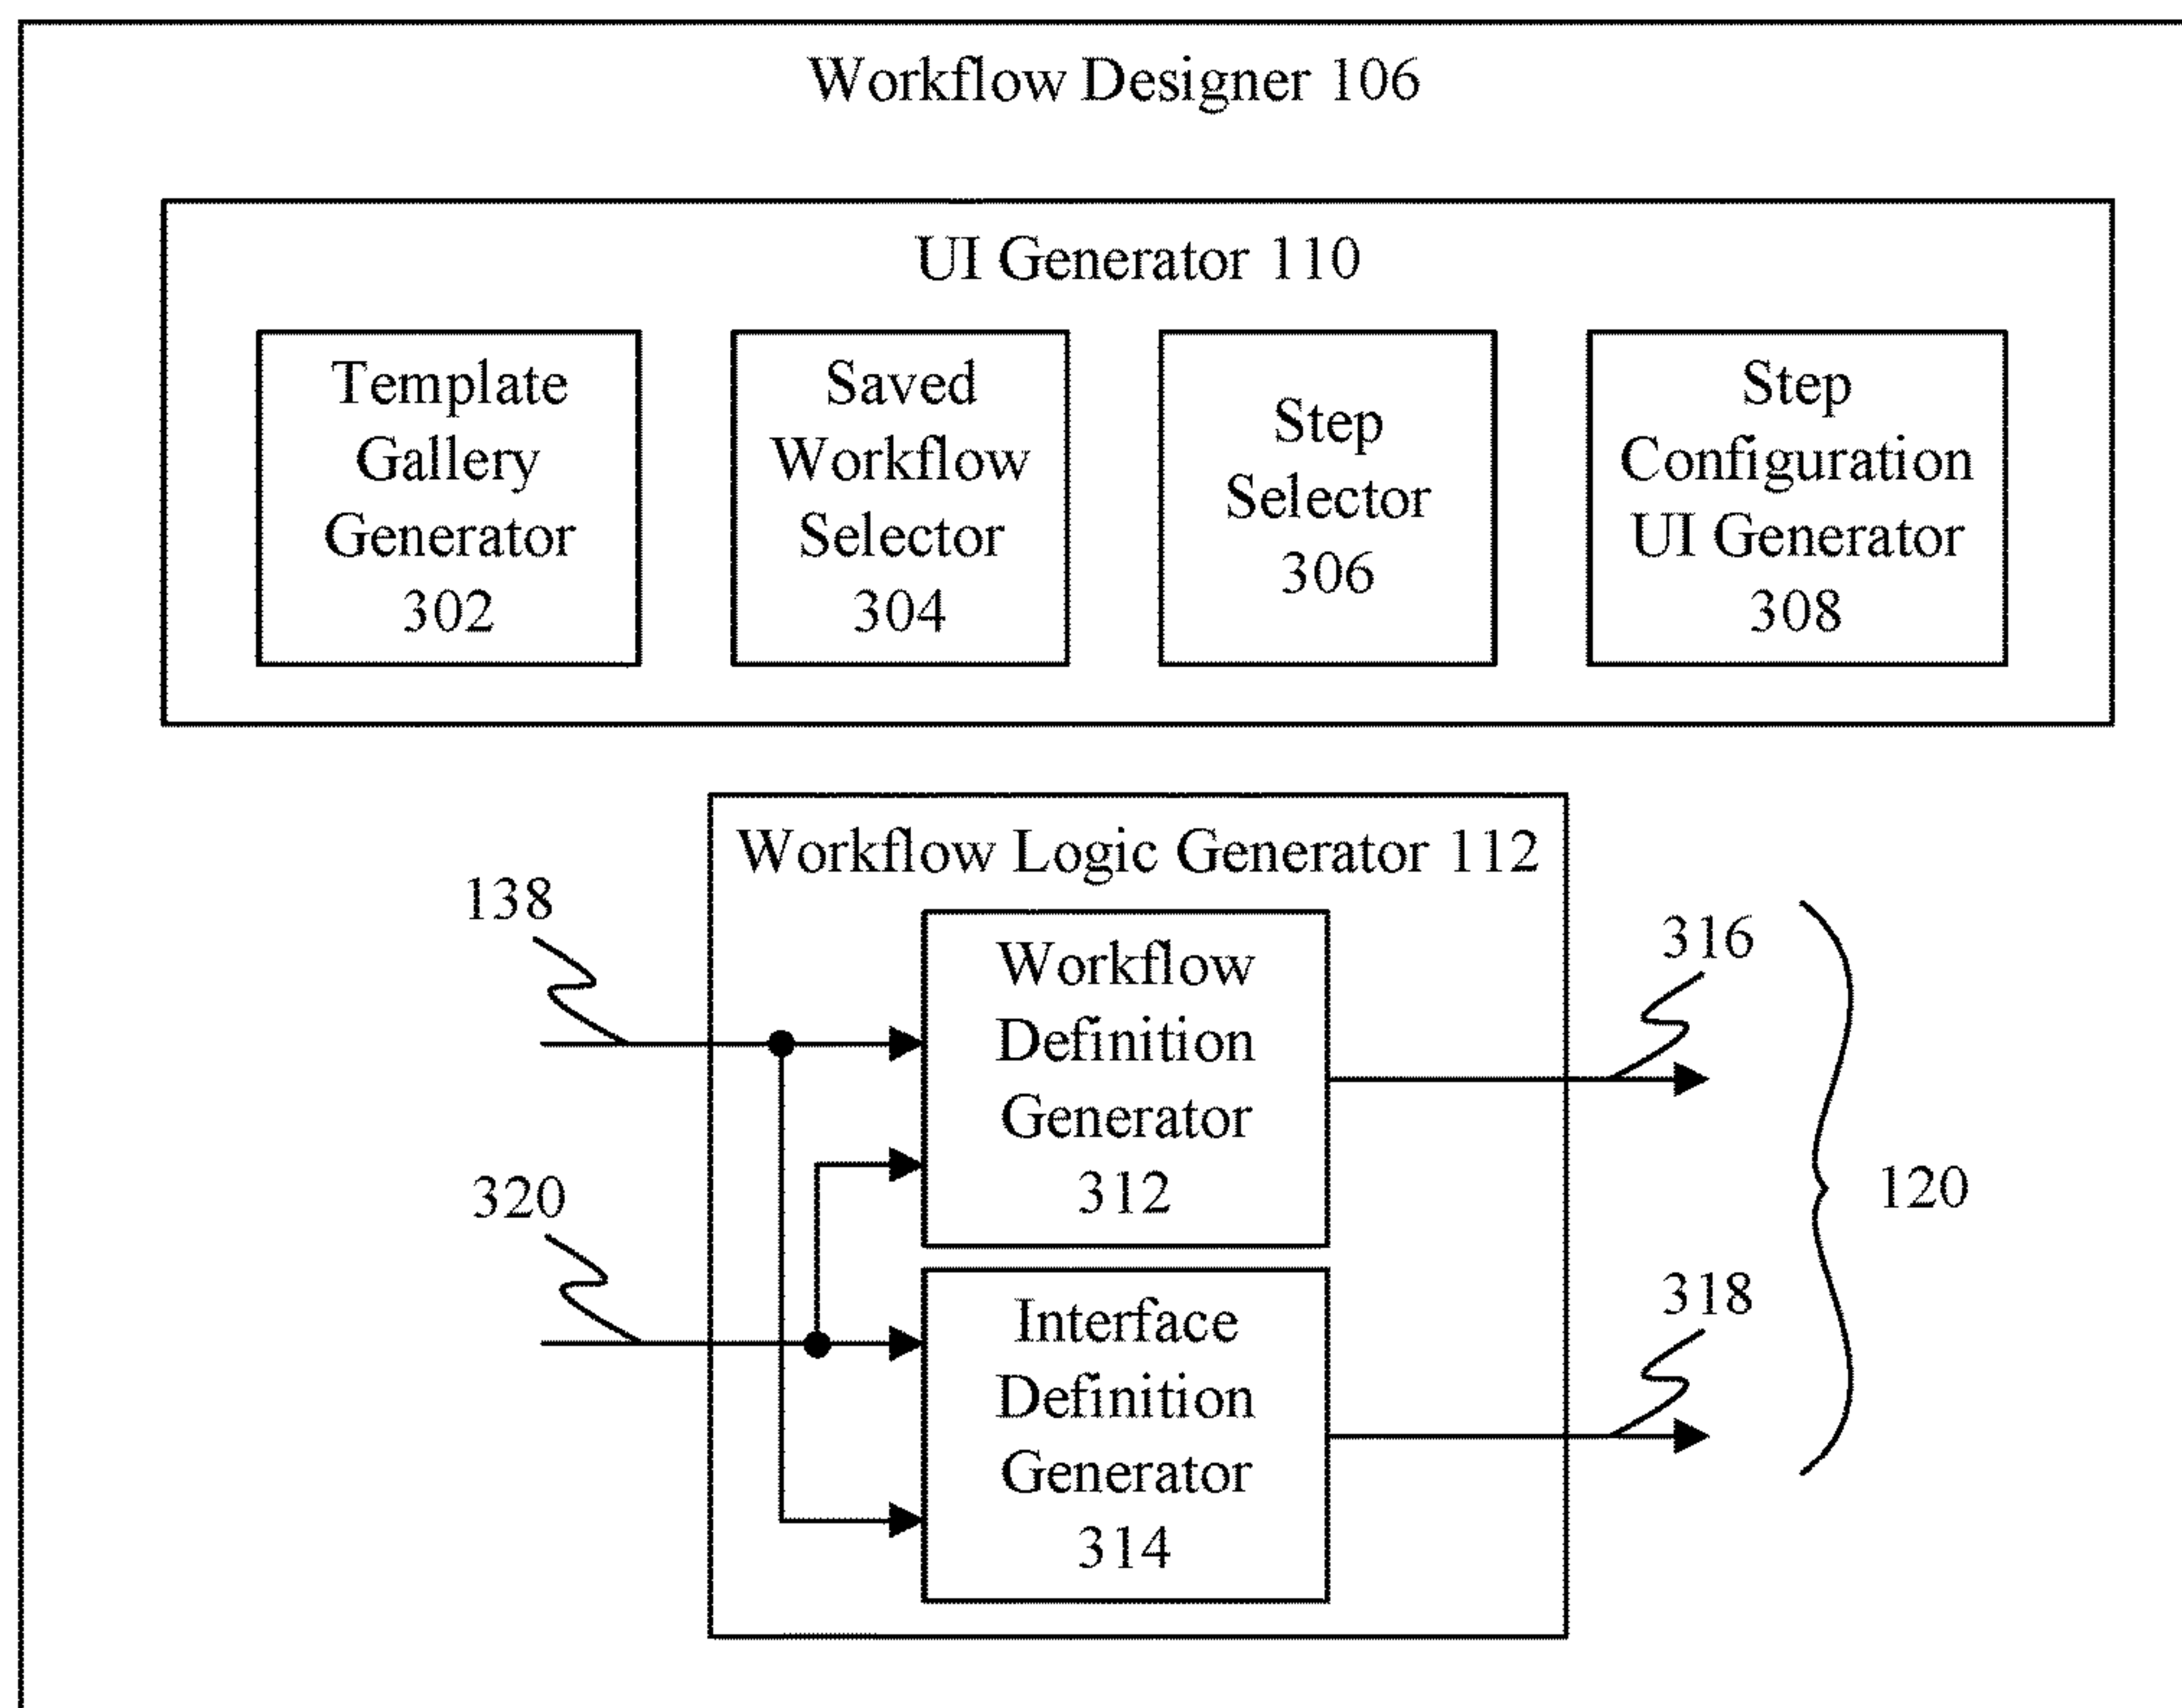 Workflow Designer 106
UI Generator 110
Template
Gallery
Generator
302
Saved
Workflow
Selector
304
Step
Selector
306
Step
Configuration
UI Generator
308
Workflow Logic Generator 112
138
320
Workflow
Definition
Generator
312
Interface
Definition
Generator
314
316
318
120